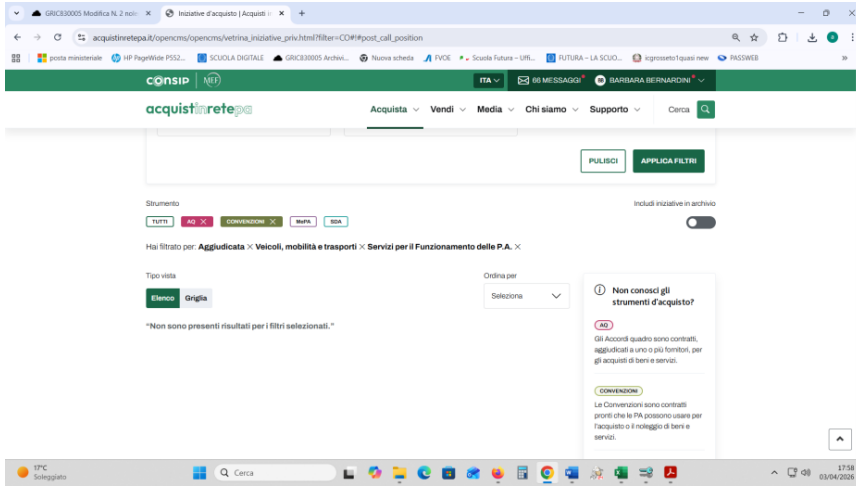 GRIC830005 Modifica N. 2 nole
Iniziative d'acquisto | Acquisti in
acquistinretepa.it/opencms/opencms/vetrina_iniziative_priv.html?filter=CO#!#post_call_position
posta ministeriale
HP PageWide P552...
SCUOLA DIGITALE
GRIC830005 Archivi...
Nuova scheda
FVOE
Scuola Futura – Uffi...
FUTURA – LA SCUO...
icgrosseto1quasi new
PASSWEB
consip MEF
ITA
66 MESSAGGI
BARBARA BERNARDINI
acquistinretepa
Acquista Vendi Media Chi siamo Supporto Cerca
PULISCI
APPLICA FILTRI
Strumento
Includi iniziative in archivio
TUTTI AQ CONVENZIONI MePA SDA
Hai filtrato per: Aggiudicata × Veicoli, mobilità e trasporti × Servizi per il Funzionamento delle P.A. ×
Tipo vista
Ordina per
Elenco Griglia
Seleziona
"Non sono presenti risultati per i filtri selezionati."
Non conosci gli
strumenti d'acquisto?
AQ
Gli Accordi quadro sono contratti,
aggiudicati a uno o più fornitori, per
gli acquisti di beni e servizi.
CONVENZIONI
Le Convenzioni sono contratti
pronti che le PA possono usare per
l'acquisto o il noleggio di beni e
servizi.
17°C
Soleggiato
Cerca
17:58
03/04/2026